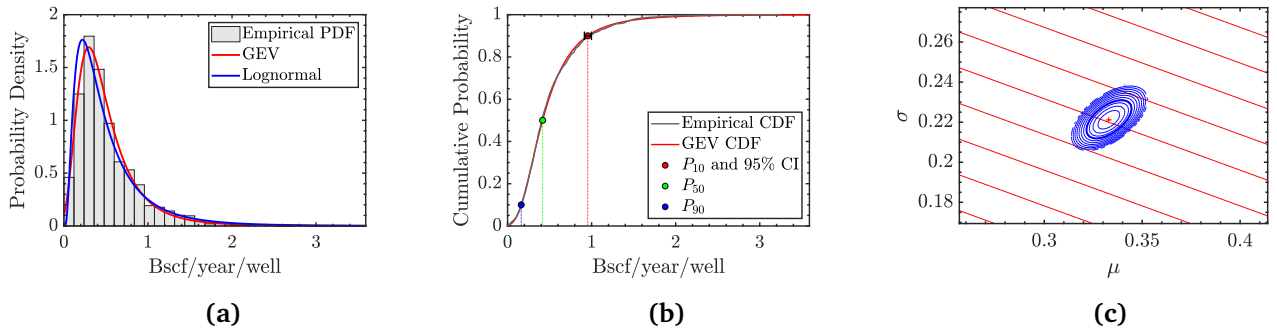 Probability Density
2
1.5
1
0.5
0
0 1 2 3
Bscf/year/well
Empirical PDF
GEV
Lognormal
(a)
Cumulative Probability
1
0.8
0.6
0.4
0.2
0
0 1 2 3
Bscf/year/well
Empirical CDF
GEV CDF
P10 and 95% CI
P50
P90
(b)
σ
0.26
0.24
0.22
0.2
0.18
0.3 0.35 0.4
μ
(c)